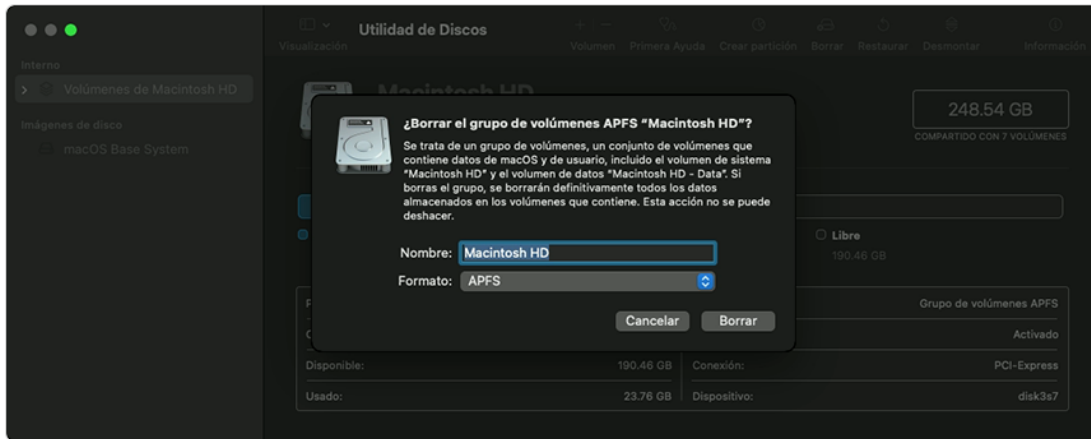 Utilidad de Discos
Visualización
Volumen Primera Ayuda Crear partición Borrar Restaurar Desmontar Información
Interno
Volúmenes de Macintosh HD
Imágenes de disco
macOS Base System
Macintosh HD
248.54 GB
COMPARTIDO CON 7 VOLÚMENES
¿Borrar el grupo de volúmenes APFS “Macintosh HD”?
Se trata de un grupo de volúmenes, un conjunto de volúmenes que
contiene datos de macOS y de usuario, incluido el volumen de sistema
“Macintosh HD” y el volumen de datos “Macintosh HD - Data”. Si
borras el grupo, se borrarán definitivamente todos los datos
almacenados en los volúmenes que contiene. Esta acción no se puede
deshacer.
Nombre: Macintosh HD
Formato: APFS
Cancelar Borrar
Libre
190.46 GB
Grupo de volúmenes APFS
Activado
Disponible: 190.46 GB Conexión: PCI-Express
Usado: 23.76 GB Dispositivo: disk3s7